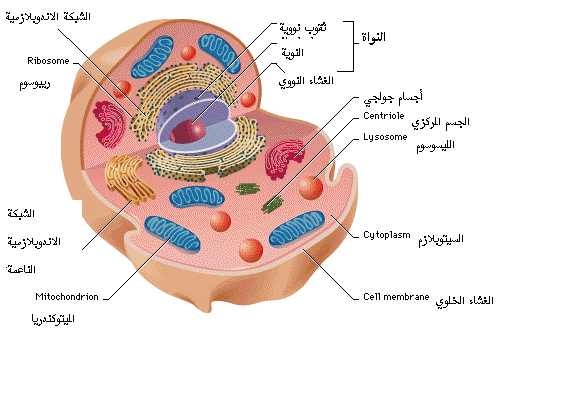 الشبكة الاندوبلازمية
Ribosome
ريبوسوم
ثقوب نووية
النوية
الغشاء النووي
النواة
أجسام جولجي
Centriole الجسم المركزي
Lysosome الليسوسوم
الشبكة
الاندوبلازمية
الناعمة
Cytoplasm السيتوبلازم
Mitochondrion
الميتوكندريا
Cell membrane الغشاء الخلوي